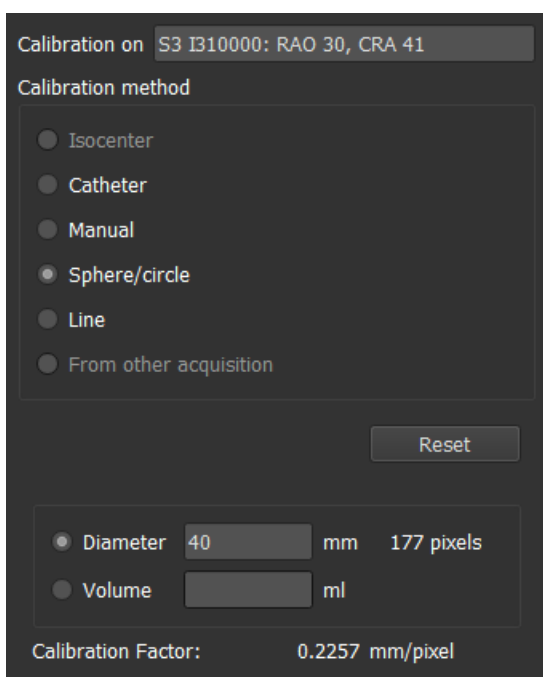 Calibration on S3 I310000: RAO 30, CRA 41
Calibration method
Isocenter
Catheter
Manual
Sphere/circle
Line
From other acquisition
Reset
Diameter 40 mm 177 pixels
Volume ml
Calibration Factor: 0.2257 mm/pixel